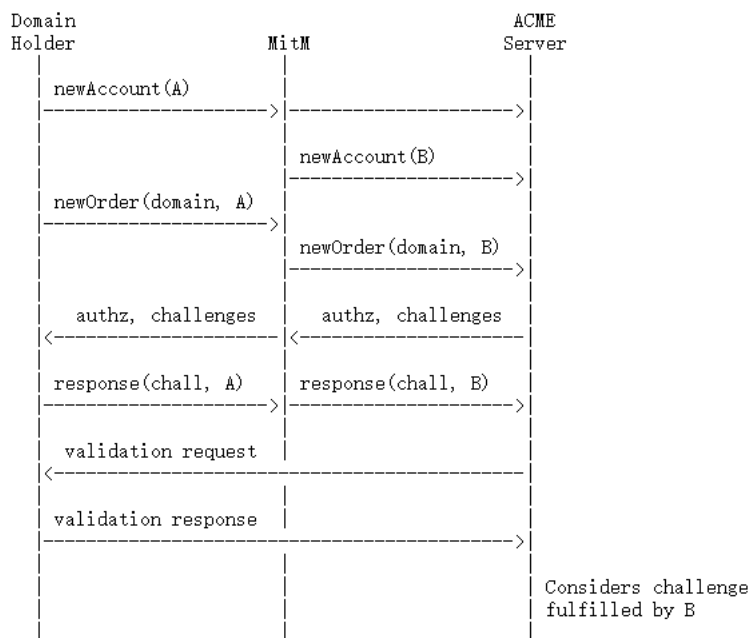 Domain ACME
Holder MitM Server
newAccount(A)
newAccount(B)
newOrder(domain, A)
newOrder(domain, B)
authz, challenges authz, challenges
response(chall, A) response(chall, B)
validation request
validation response
Considers challenge
fulfilled by B